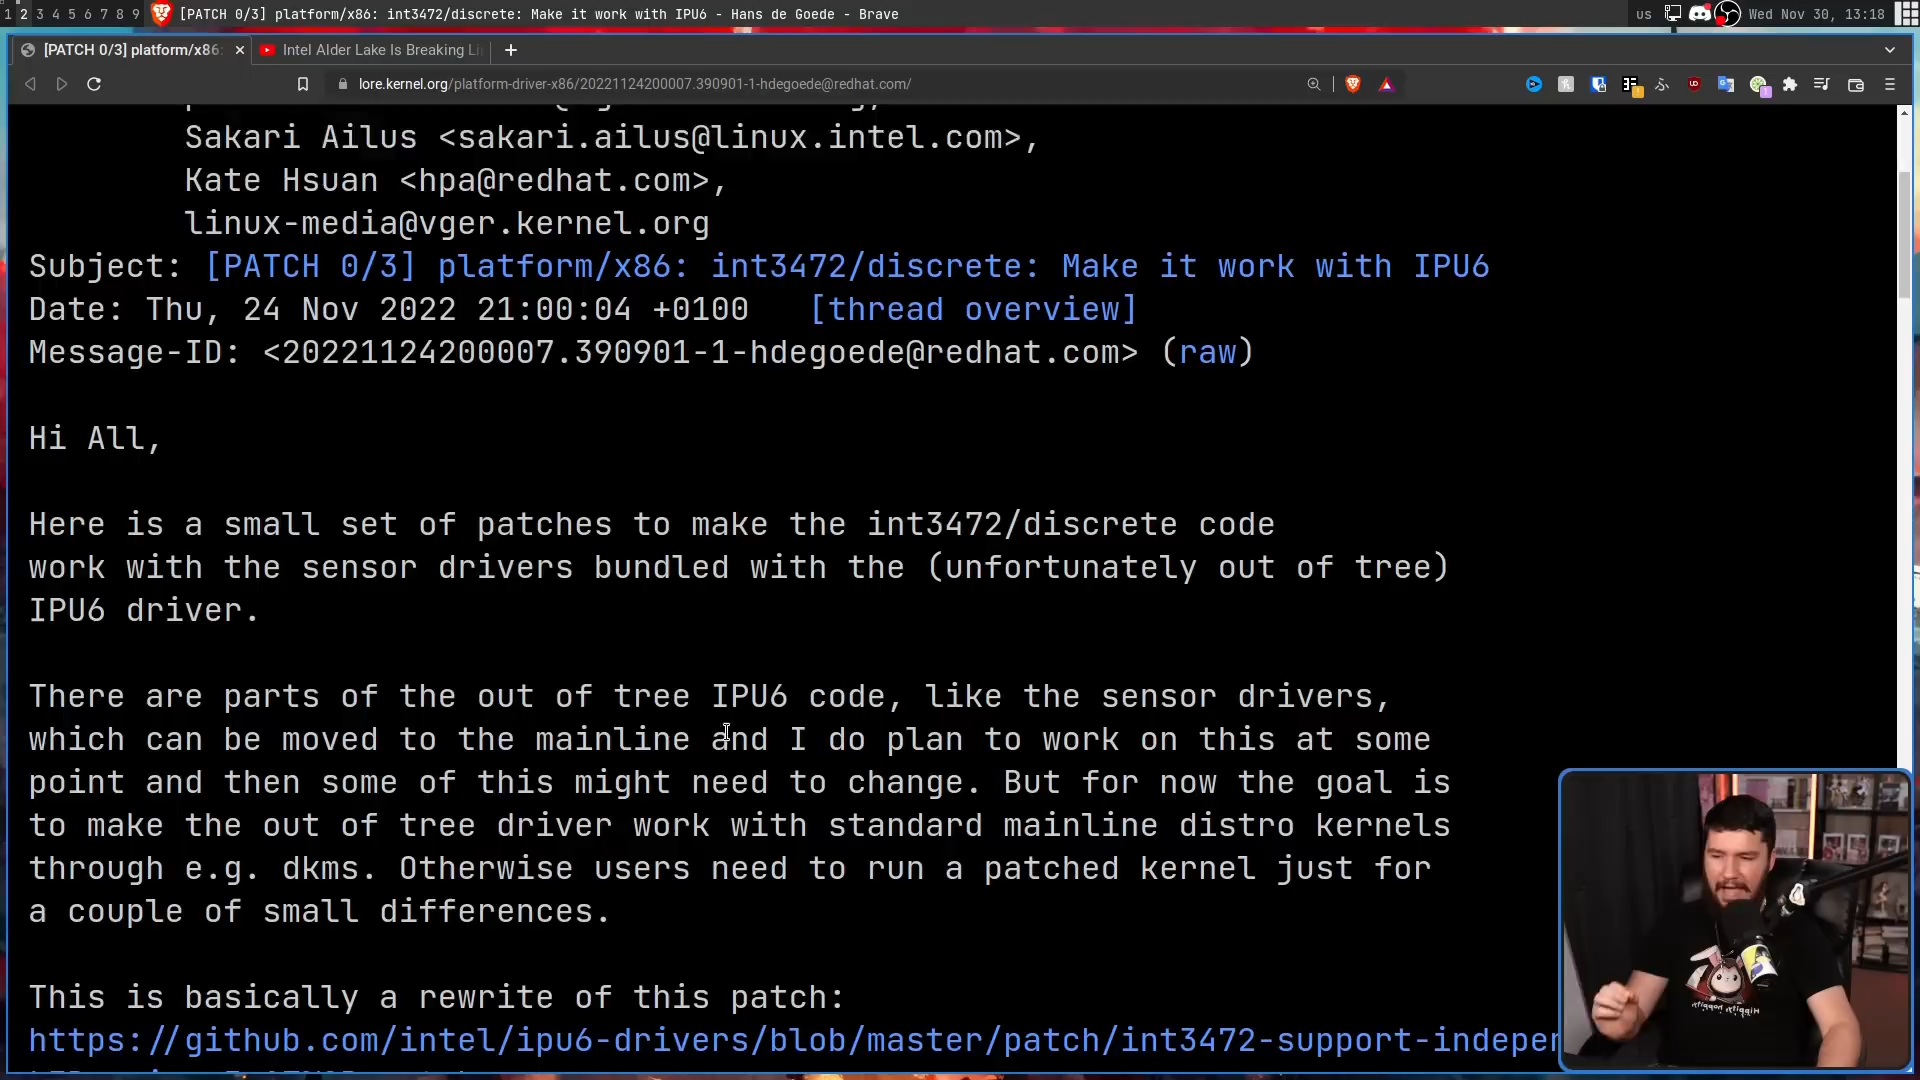 1 2 3 4 5 6 7 8 9 [PATCH 0/3] platform/x86: int3472/discrete: Make it work with IPU6 - Hans de Goede - Brave
us Wed Nov 30, 13:18
[PATCH 0/3] platform/x86:
Intel Alder Lake Is Breaking Li
lore.kernel.org/platform-driver-x86/20221124200007.390901-1-hdegoede@redhat.com/
Sakari Ailus <sakari.ailus@linux.intel.com>,
Kate Hsuan <hpa@redhat.com>,
linux-media@vger.kernel.org
Subject: [PATCH 0/3] platform/x86: int3472/discrete: Make it work with IPU6
Date: Thu, 24 Nov 2022 21:00:04 +0100 [thread overview]
Message-ID: <20221124200007.390901-1-hdegoede@redhat.com> (raw)
Hi All,
Here is a small set of patches to make the int3472/discrete code
work with the sensor drivers bundled with the (unfortunately out of tree)
IPU6 driver.
There are parts of the out of tree IPU6 code, like the sensor drivers,
which can be moved to the mainline and I do plan to work on this at some
point and then some of this might need to change. But for now the goal is
to make the out of tree driver work with standard mainline distro kernels
through e.g. dkms. Otherwise users need to run a patched kernel just for
a couple of small differences.
This is basically a rewrite of this patch:
https://github.com/intel/ipu6-drivers/blob/master/patch/int3472-support-indepen